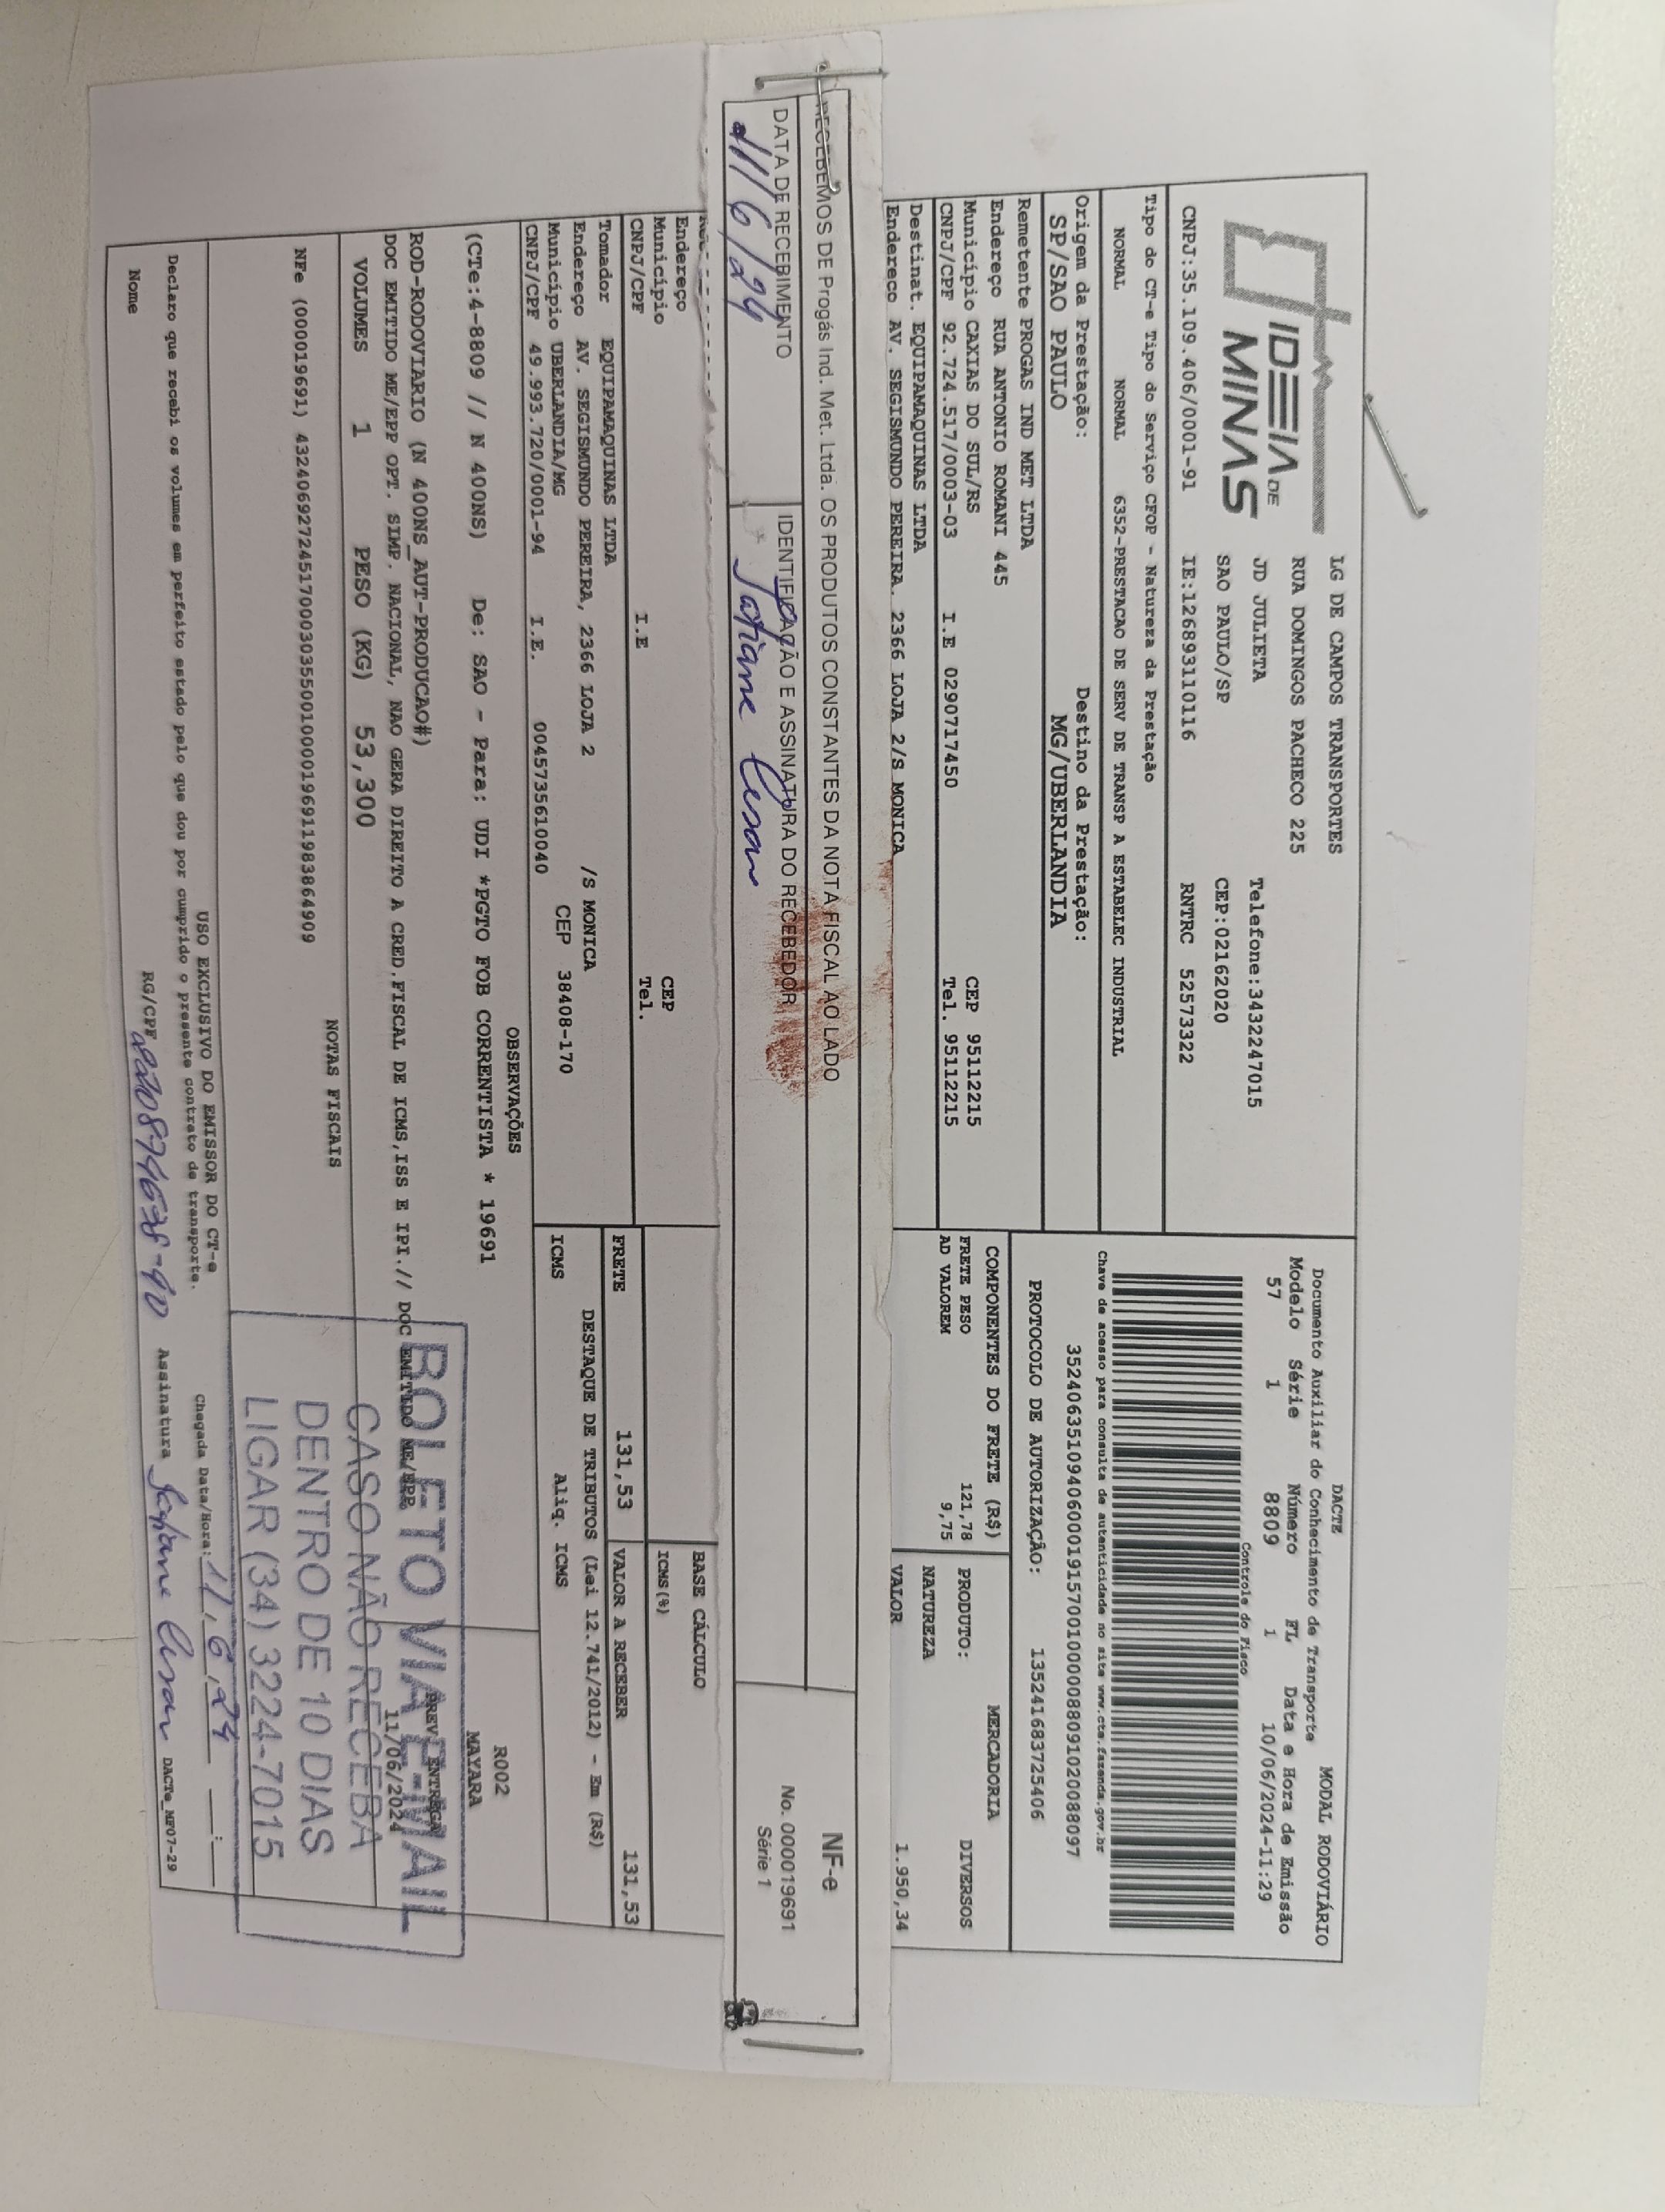 IDEIA DE
MINAS
LG DE CAMPOS TRANSPORTES
RUA DOMINGOS PACHECO 225
JD JULIETA Telefone:3432247015
SAO PAULO/SP CEP:02162020
CNPJ:35.109.406/0001-91 IE:126893110116 RNTRC 52573322
DACTE MODAL RODOVIÁRIO
Documento Auxiliar do Conhecimento de Transporte
Modelo Série Número FL Data e Hora de Emissão
57 1 8809 1 10/06/2024-11:29
Controle do Fisco
Chave de acesso para consulta de autenticidade no site www.cte.fazenda.gov.br
35240635109406000191570010000088091020088097
PROTOCOLO DE AUTORIZAÇÃO: 135241683725406
Tipo do CT-e Tipo do Serviço CFOP - Natureza da Prestação
NORMAL NORMAL 6352-PRESTACAO DE SERV DE TRANSP A ESTABELEC INDUSTRIAL
Origem da Prestação: Destino da Prestação:
SP/SAO PAULO MG/UBERLANDIA
Remetente PROGAS IND MET LTDA
Endereço RUA ANTONIO ROMANI 445
Município CAXIAS DO SUL/RS CEP 95112215
CNPJ/CPF 92.724.517/0003-03 I.E 0290717450 Tel. 95112215
Destinat. EQUIPAMAQUINAS LTDA
Endereço AV. SEGISMUNDO PEREIRA. 2366 LOJA 2/S MONICA
COMPONENTES DO FRETE (R$)
FRETE PESO 121,78
AD VALOREM 9,75
MERCADORIA
PRODUTO: DIVERSOS
NATUREZA
VALOR 1.950,34
RECEBEMOS DE Progás Ind. Met. Ltda. OS PRODUTOS CONSTANTES DA NOTA FISCAL AO LADO
DATA DE RECEBIMENTO IDENTIFICAÇÃO E ASSINATURA DO RECEBEDOR
11/6/24
NF-e
No. 000019691
Série 1
Endereço
Município CEP
CNPJ/CPF I.E Tel.
BASE CÁLCULO
ICMS(%)
Tomador EQUIPAMAQUINAS LTDA
Endereço AV. SEGISMUNDO PEREIRA, 2366 LOJA 2 /S MONICA
Município UBERLANDIA/MG CEP 38408-170
CNPJ/CPF 49.993.720/0001-94 I.E. 0045735610040
FRETE 131,53 VALOR A RECEBER 131,53
DESTAQUE DE TRIBUTOS (Lei 12.741/2012) - Em (R$)
ICMS Aliq. ICMS
OBSERVAÇÕES
(CTe:4-8809 // N 400NS) De: SAO - Para: UDI *PGTO FOB CORRENTISTA * 19691
R002
MAYARA
ROD-RODOVIARIO (N 400NS_AUT-PRODUCAO#)
DOC EMITIDO ME/EPP OPT. SIMP. NACIONAL, NAO GERA DIREITO A CRED.FISCAL DE ICMS,ISS E IPI.// DOC EMITIDO ME/EPP
PREV ENTREGA
11/06/2024
VOLUMES 1 PESO (KG) 53,300
NOTAS FISCAIS
NFe (000019691) 43240692724517000303550010000196911983864909
BOLETO VIA E-MAIL
CASO NÃO RECEBA
DENTRO DE 10 DIAS
LIGAR (34) 3224-7015
USO EXCLUSIVO DO EMISSOR DO CT-e
Declaro que recebi os volumes em perfeito estado pelo que dou por cumprido o presente contrato de transporte.
Chegada Data/Hora: 11/6/24 __:__
Nome RG/CPF Assinatura DACTe_MP07-29